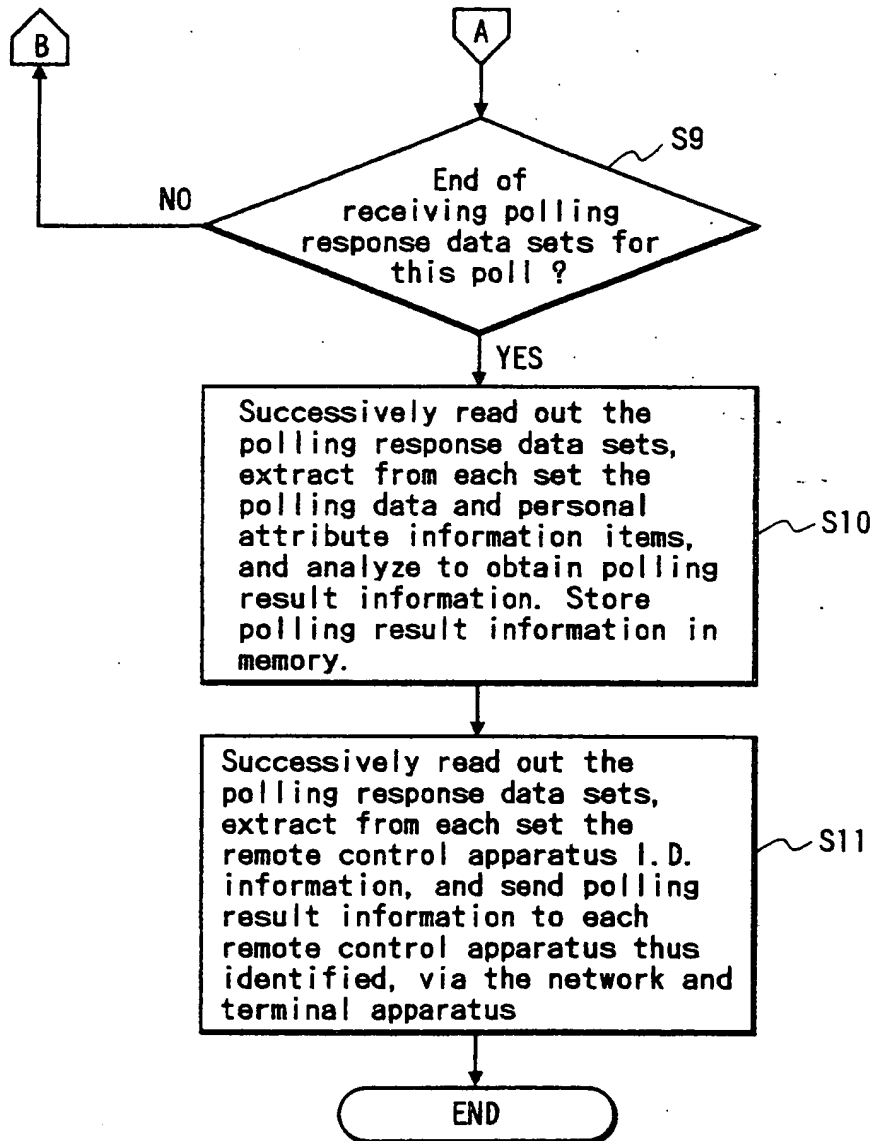 B
A
S9
NO
End of
receiving polling
response data sets for
this poll ?
YES
Successively read out the
polling response data sets,
extract from each set the
polling data and personal
attribute information items,
and analyze to obtain polling
result information. Store
polling result information in
memory.
S10
Successively read out the
polling response data sets,
extract from each set the
remote control apparatus I.D.
information, and send polling
result information to each
remote control apparatus thus
identified, via the network and
terminal apparatus
S11
END